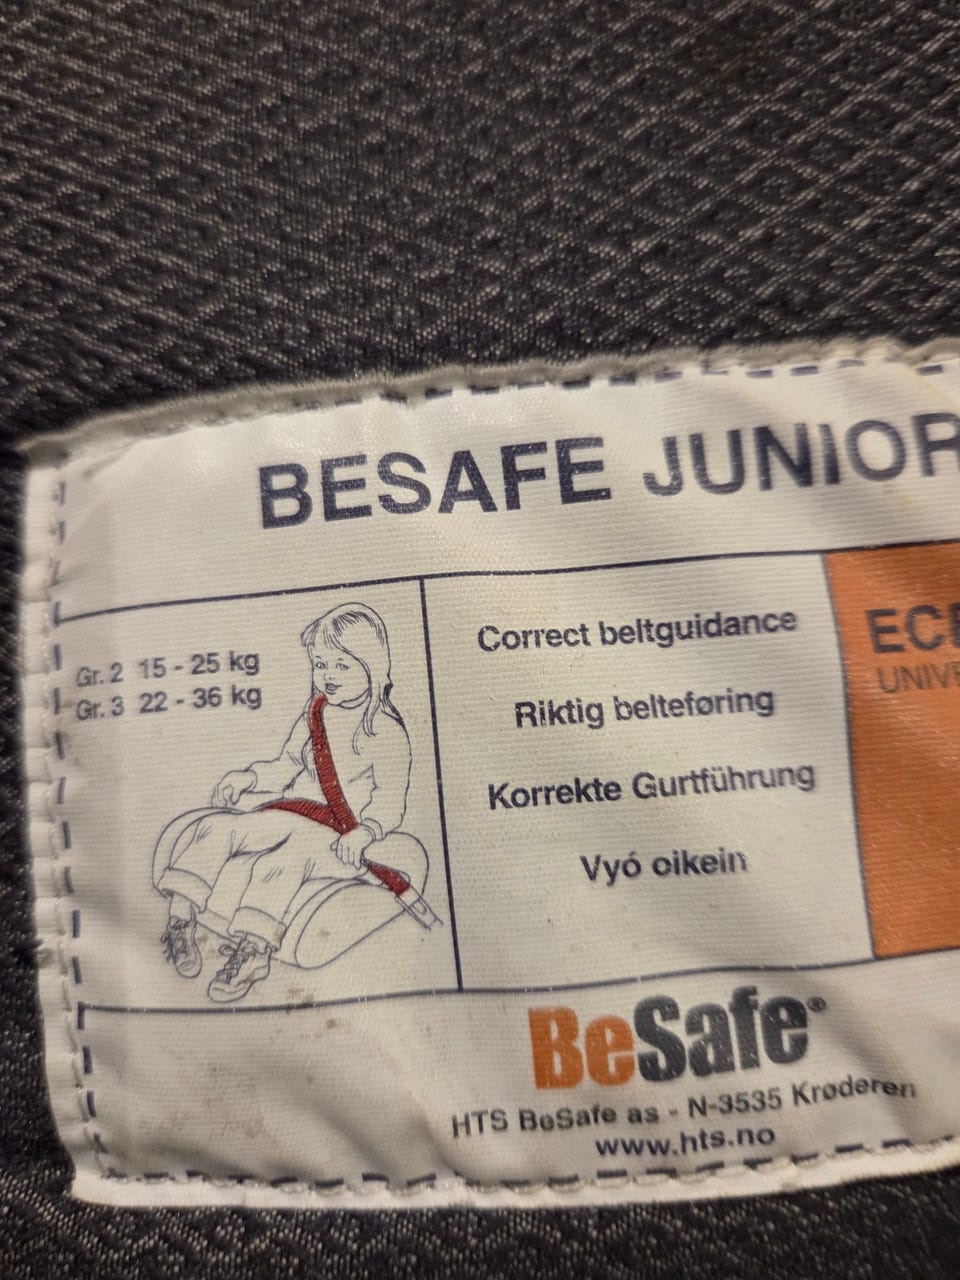 BESAFE JUNIOR
Gr. 2 15 - 25 kg
Gr. 3 22 - 36 kg
Correct beltguidance
Riktig belteføring
Korrekte Gurtführung
Vyó oikein
BeSafe®
HTS BeSafe as - N-3535 Krøderen
www.hts.no